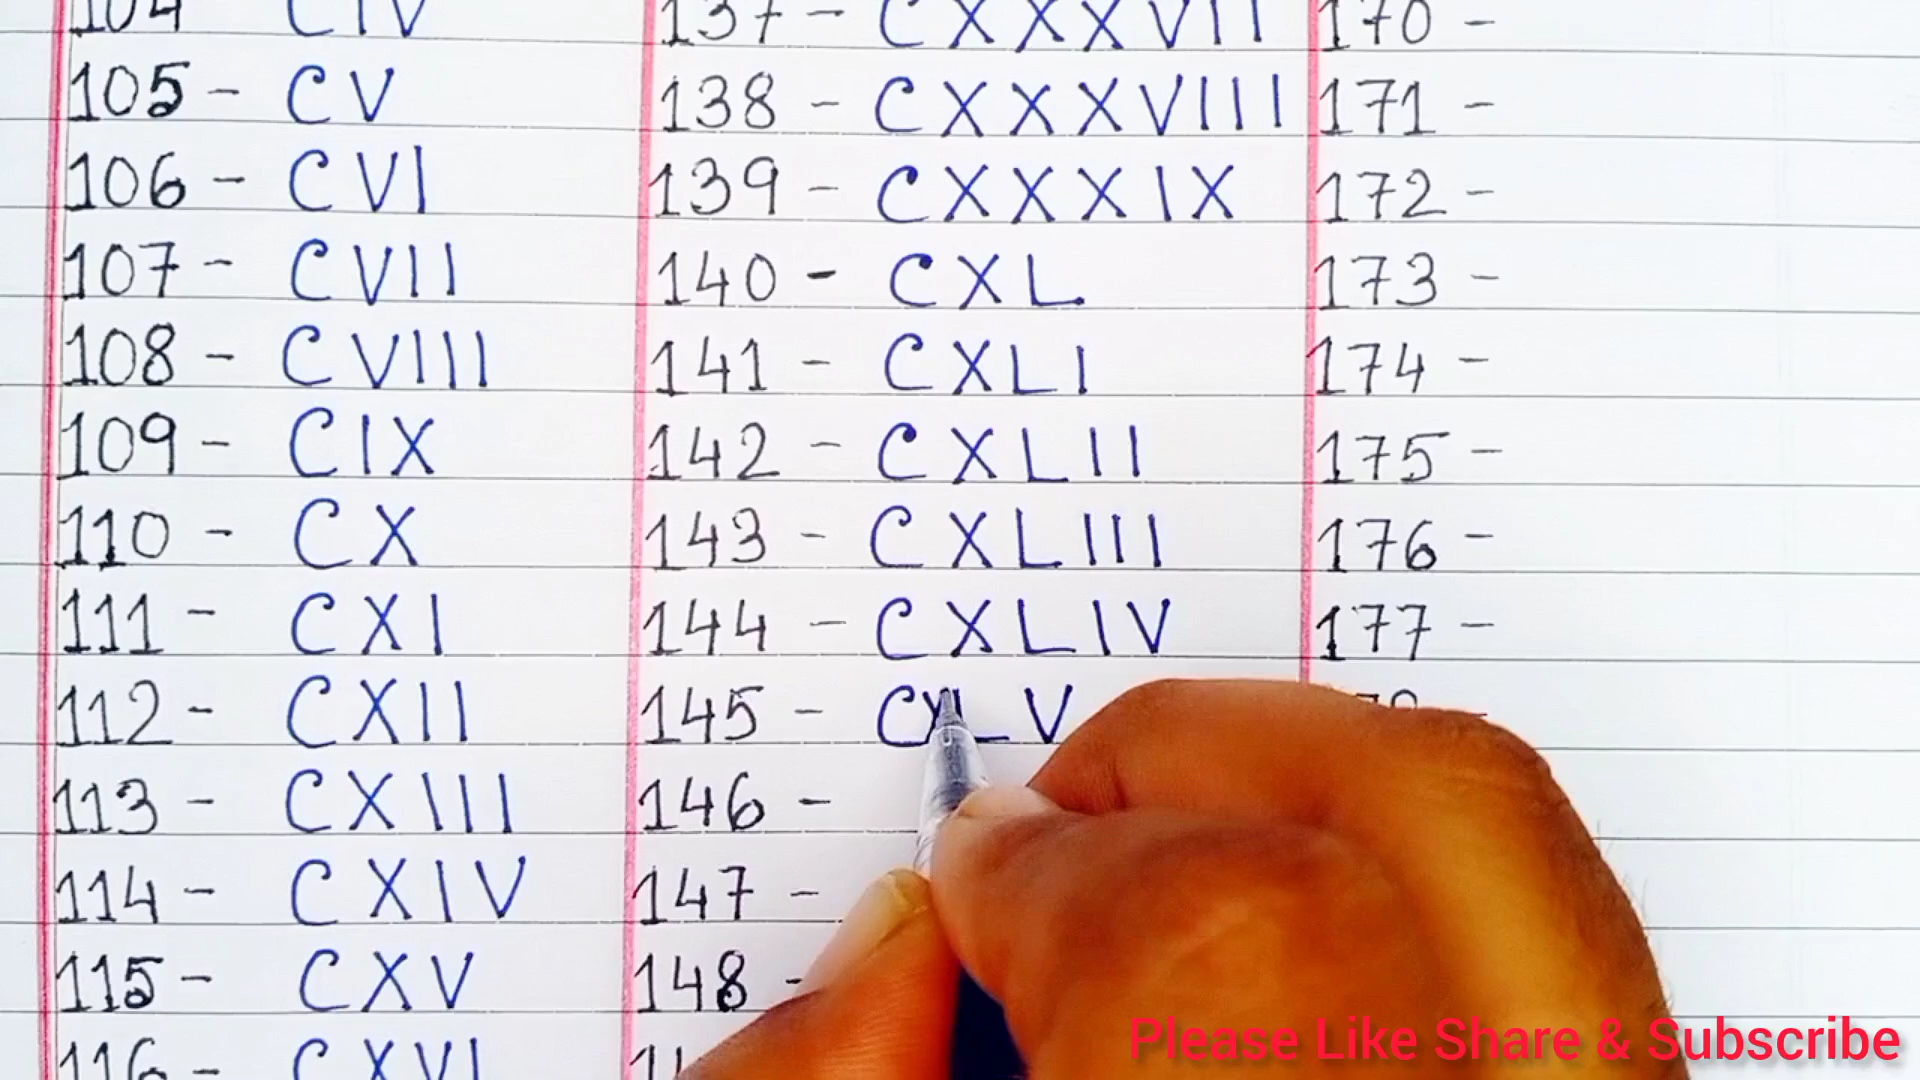 104 CIV
105 - CV
106 - CVI
107 - CVII
108 - CVIII
109 - CIX
110 - CX
111 - CXI
112 - CXII
113 - CXIII
114 - CXIV
115 - CXV
116 - CXVI
137 - CXXXVII
138 - CXXXVIII
139 - CXXXIX
140 - CXL
141 - CXLI
142 - CXLII
143 - CXLIII
144 - CXLIV
145 - CXLV
146 -
147 -
148 -
170 -
171 -
172 -
173 -
174 -
175 -
176 -
177 -
Please Like Share & Subscribe